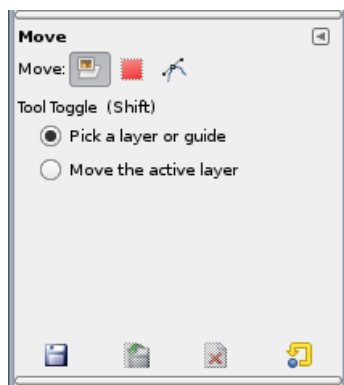 Move
Move:
Tool Toggle (Shift)
Pick a layer or guide
Move the active layer